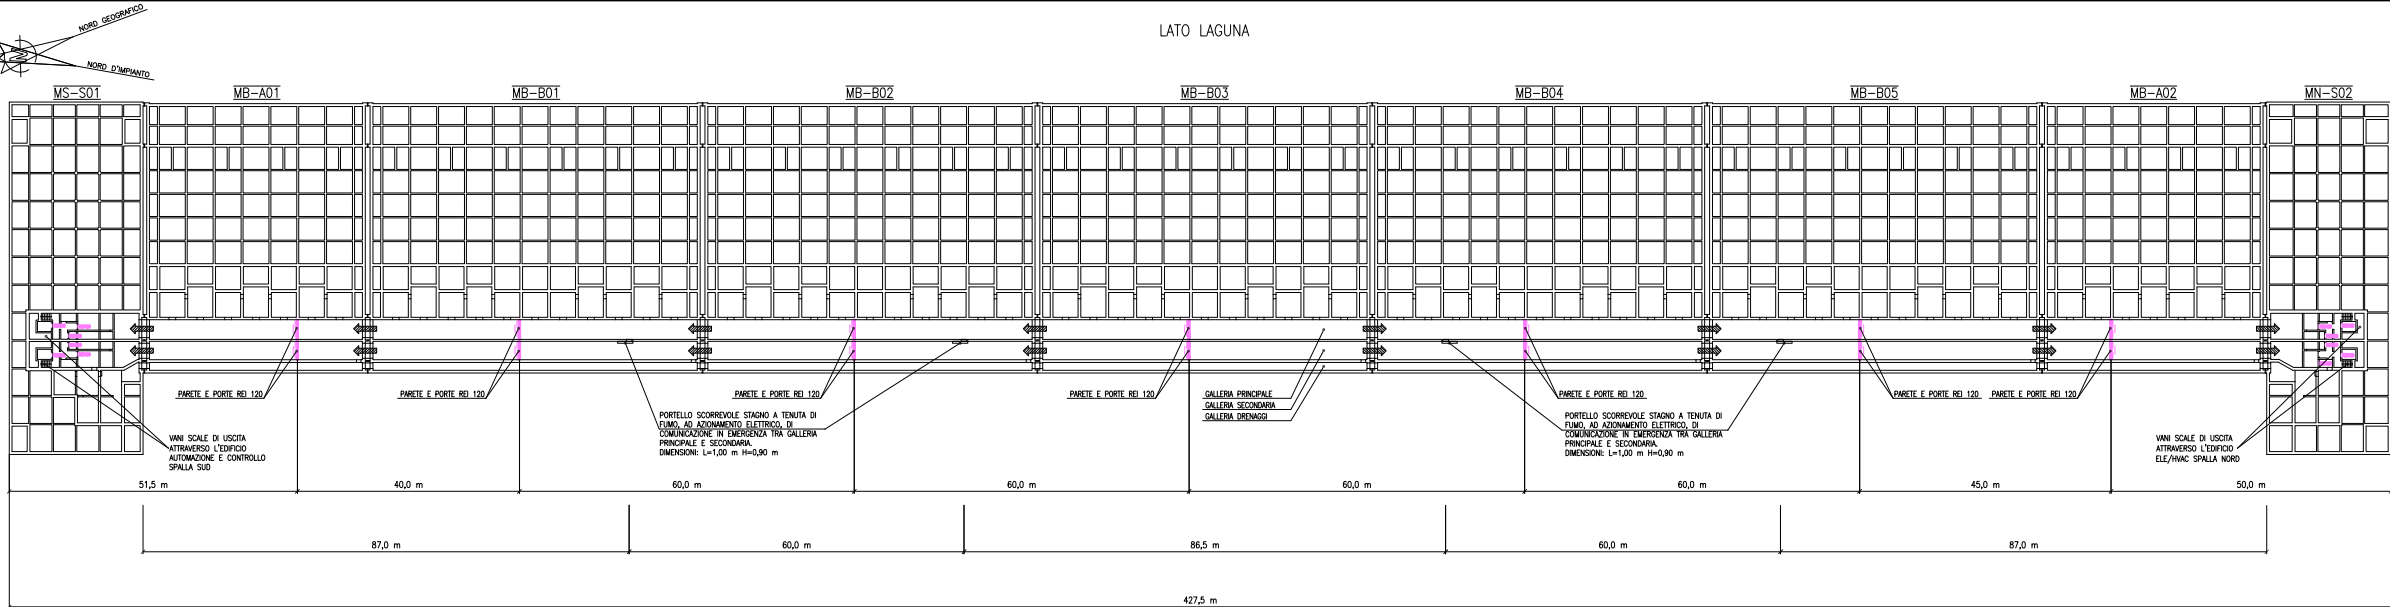 LATO LAGUNA
NORD GEOGRAFICO
NORD D'IMPIANTO
MS-S01
MB-A01
MB-B01
MB-B02
MB-B03
MB-B04
MB-B05
MB-A02
MN-S02
PARETE E PORTE REI 120
PARETE E PORTE REI 120
PARETE E PORTE REI 120
PARETE E PORTE REI 120
GALLERIA PRINCIPALE
GALLERIA SECONDARIA
GALLERIA DRENAGGI
PARETE E PORTE REI 120
PARETE E PORTE REI 120
PARETE E PORTE REI 120
PORTELLO SCORREVOLE STAGNO A TENUTA DI
FUMO, AD AZIONAMENTO ELETTRICO, DI
COMUNICAZIONE IN EMERGENZA TRA GALLERIA
PRINCIPALE E SECONDARIA.
DIMENSIONI: L=1,00 m H=0,90 m
PORTELLO SCORREVOLE STAGNO A TENUTA DI
FUMO, AD AZIONAMENTO ELETTRICO, DI
COMUNICAZIONE IN EMERGENZA TRA GALLERIA
PRINCIPALE E SECONDARIA.
DIMENSIONI: L=1,00 m H=0,90 m
VANI SCALE DI USCITA
ATTRAVERSO L'EDIFICIO
AUTOMAZIONE E CONTROLLO
SPALLA SUD
VANI SCALE DI USCITA
ATTRAVERSO L'EDIFICIO
ELE/HVAC SPALLA NORD
51,5 m
40,0 m
60,0 m
60,0 m
60,0 m
60,0 m
45,0 m
50,0 m
87,0 m
60,0 m
86,5 m
60,0 m
87,0 m
427,5 m